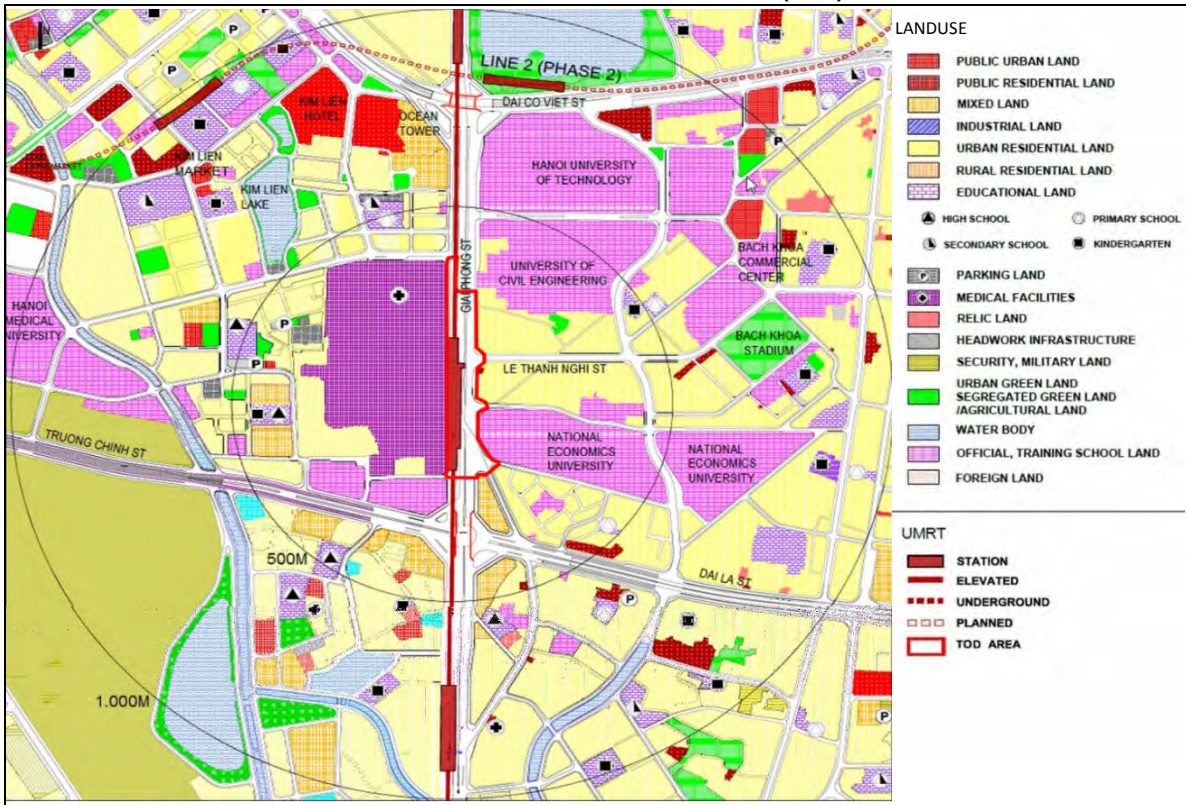 LINE 2 (PHASE 2)
DAI CO VIET ST
KIM LIEN
HOTEL
OCEAN
TOWER
KIM LIEN
MARKET
KIM LIEN
LAKE
HANOI UNIVERSITY
OF TECHNOLOGY
GIAI PHONG ST
UNIVERSITY OF
CIVIL ENGINEERING
BACH KHOA
COMMERCIAL
CENTER
HANOI
MEDICAL
UNIVERSITY
BACH KHOA
STADIUM
LE THANH NGHI ST
TRUONG CHINH ST
NATIONAL
ECONOMICS
UNIVERSITY
NATIONAL
ECONOMICS
UNIVERSITY
500M
DAI LA ST
1.000M
P
P
P
P
P
P
P
LANDUSE
PUBLIC URBAN LAND
PUBLIC RESIDENTIAL LAND
MIXED LAND
INDUSTRIAL LAND
URBAN RESIDENTIAL LAND
RURAL RESIDENTIAL LAND
EDUCATIONAL LAND
HIGH SCHOOL
PRIMARY SCHOOL
SECONDARY SCHOOL
KINDERGARTEN
P PARKING LAND
MEDICAL FACILITIES
RELIC LAND
HEADWORK INFRASTRUCTURE
SECURITY, MILITARY LAND
URBAN GREEN LAND
SEGREGATED GREEN LAND
/AGRICULTURAL LAND
WATER BODY
OFFICIAL, TRAINING SCHOOL LAND
FOREIGN LAND
UMRT
STATION
ELEVATED
UNDERGROUND
PLANNED
TOD AREA